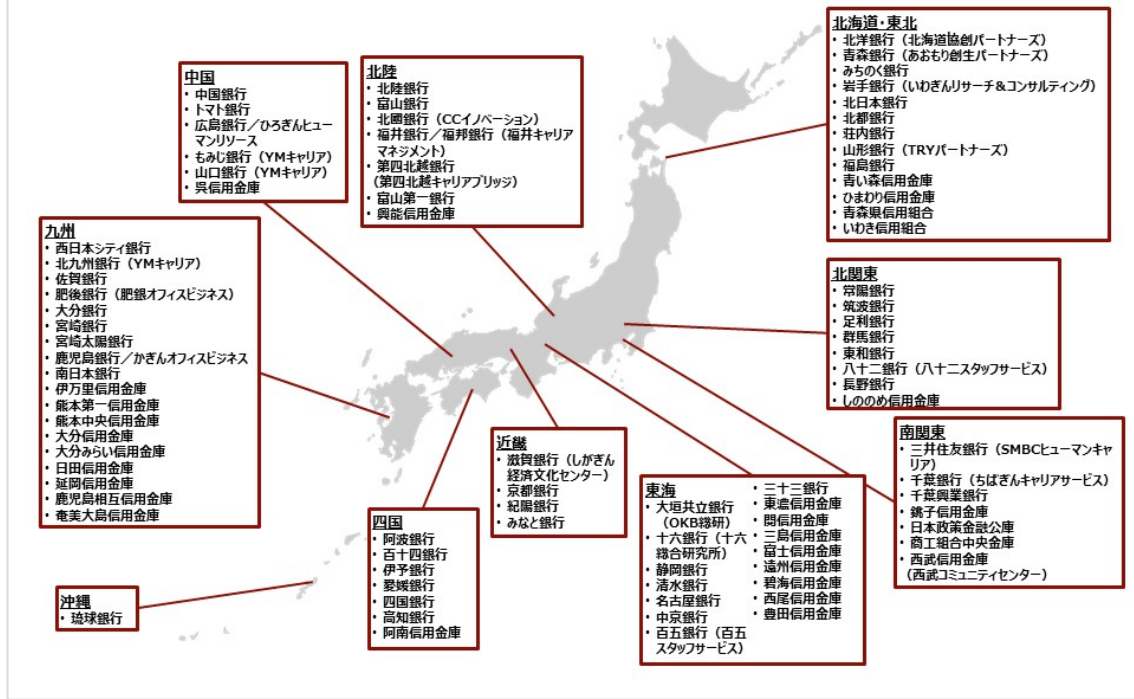 北海道・東北
・ 北洋銀行（北海道協創パートナーズ）
・ 青森銀行（あおもり創生パートナーズ）
・ みちのく銀行
・ 岩手銀行（いわぎんリサーチ＆コンサルティング）
・ 北日本銀行
・ 北都銀行
・ 荘内銀行
・ 山形銀行（TRYパートナーズ）
・ 福島銀行
・ 青い森信用金庫
・ ひまわり信用金庫
・ 青森県信用組合
・ いわき信用組合
中国
・ 中国銀行
・ トマト銀行
・ 広島銀行／ひろぎんヒュー
マンリソース
・ もみじ銀行（YMキャリア）
・ 山口銀行（YMキャリア）
・ 呉信用金庫
北陸
・ 北陸銀行
・ 富山銀行
・ 北國銀行（CCイノベーション）
・ 福井銀行／福邦銀行（福井キャリア
マネジメント）
・ 第四北越銀行
（第四北越キャリアブリッジ）
・ 富山第一銀行
・ 興能信用金庫
九州
・ 西日本シティ銀行
・ 北九州銀行（YMキャリア）
・ 佐賀銀行
・ 肥後銀行（肥銀オフィスビジネス）
・ 大分銀行
・ 宮崎銀行
・ 宮崎太陽銀行
・ 鹿児島銀行／かぎんオフィスビジネス
・ 南日本銀行
・ 伊万里信用金庫
・ 熊本第一信用金庫
・ 熊本中央信用金庫
・ 大分信用金庫
・ 大分みらい信用金庫
・ 日田信用金庫
・ 延岡信用金庫
・ 鹿児島相互信用金庫
・ 奄美大島信用金庫
北関東
・ 常陽銀行
・ 筑波銀行
・ 足利銀行
・ 群馬銀行
・ 東和銀行
・ 八十二銀行（八十二スタッフサービス）
・ 長野銀行
・ しののめ信用金庫
南関東
・ 三井住友銀行（SMBCヒューマンキャ
リア）
・ 千葉銀行（ちばぎんキャリアサービス）
・ 千葉興業銀行
・ 銚子信用金庫
・ 日本政策金融公庫
・ 商工組合中央金庫
・ 西武信用金庫
（西武コミュニティセンター）
近畿
・ 滋賀銀行（しがぎん
経済文化センター）
・ 京都銀行
・ 紀陽銀行
・ みなと銀行
東海
・ 大垣共立銀行
（OKB総研）
・ 十六銀行（十六
総合研究所）
・ 静岡銀行
・ 清水銀行
・ 名古屋銀行
・ 中京銀行
・ 百五銀行（百五
スタッフサービス）
・ 三十三銀行
・ 東濃信用金庫
・ 関信用金庫
・ 三島信用金庫
・ 富士信用金庫
・ 遠州信用金庫
・ 碧海信用金庫
・ 西尾信用金庫
・ 豊田信用金庫
四国
・ 阿波銀行
・ 百十四銀行
・ 伊予銀行
・ 愛媛銀行
・ 四国銀行
・ 高知銀行
・ 阿南信用金庫
沖縄
・ 琉球銀行